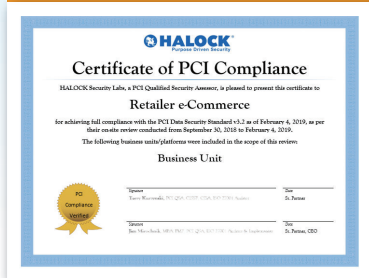 HALOCK®
Purpose Driven Security
Certificate of PCI Compliance
HALOCK Security Labs, a PCI Qualified Security Assessor, is pleased to present this certificate to
Retailer e-Commerce
for achieving full compliance with the PCI Data Security Standard v3.2 as of February 4, 2019, as per
their on-site review conducted from September 30, 2018 to February 4, 2019.
The following business units/platforms were included in the scope of this review:
Business Unit
PCI
Compliance
Verified
Signature Date
Sr. Partner
Signature Date
Sr. Partner, CEO